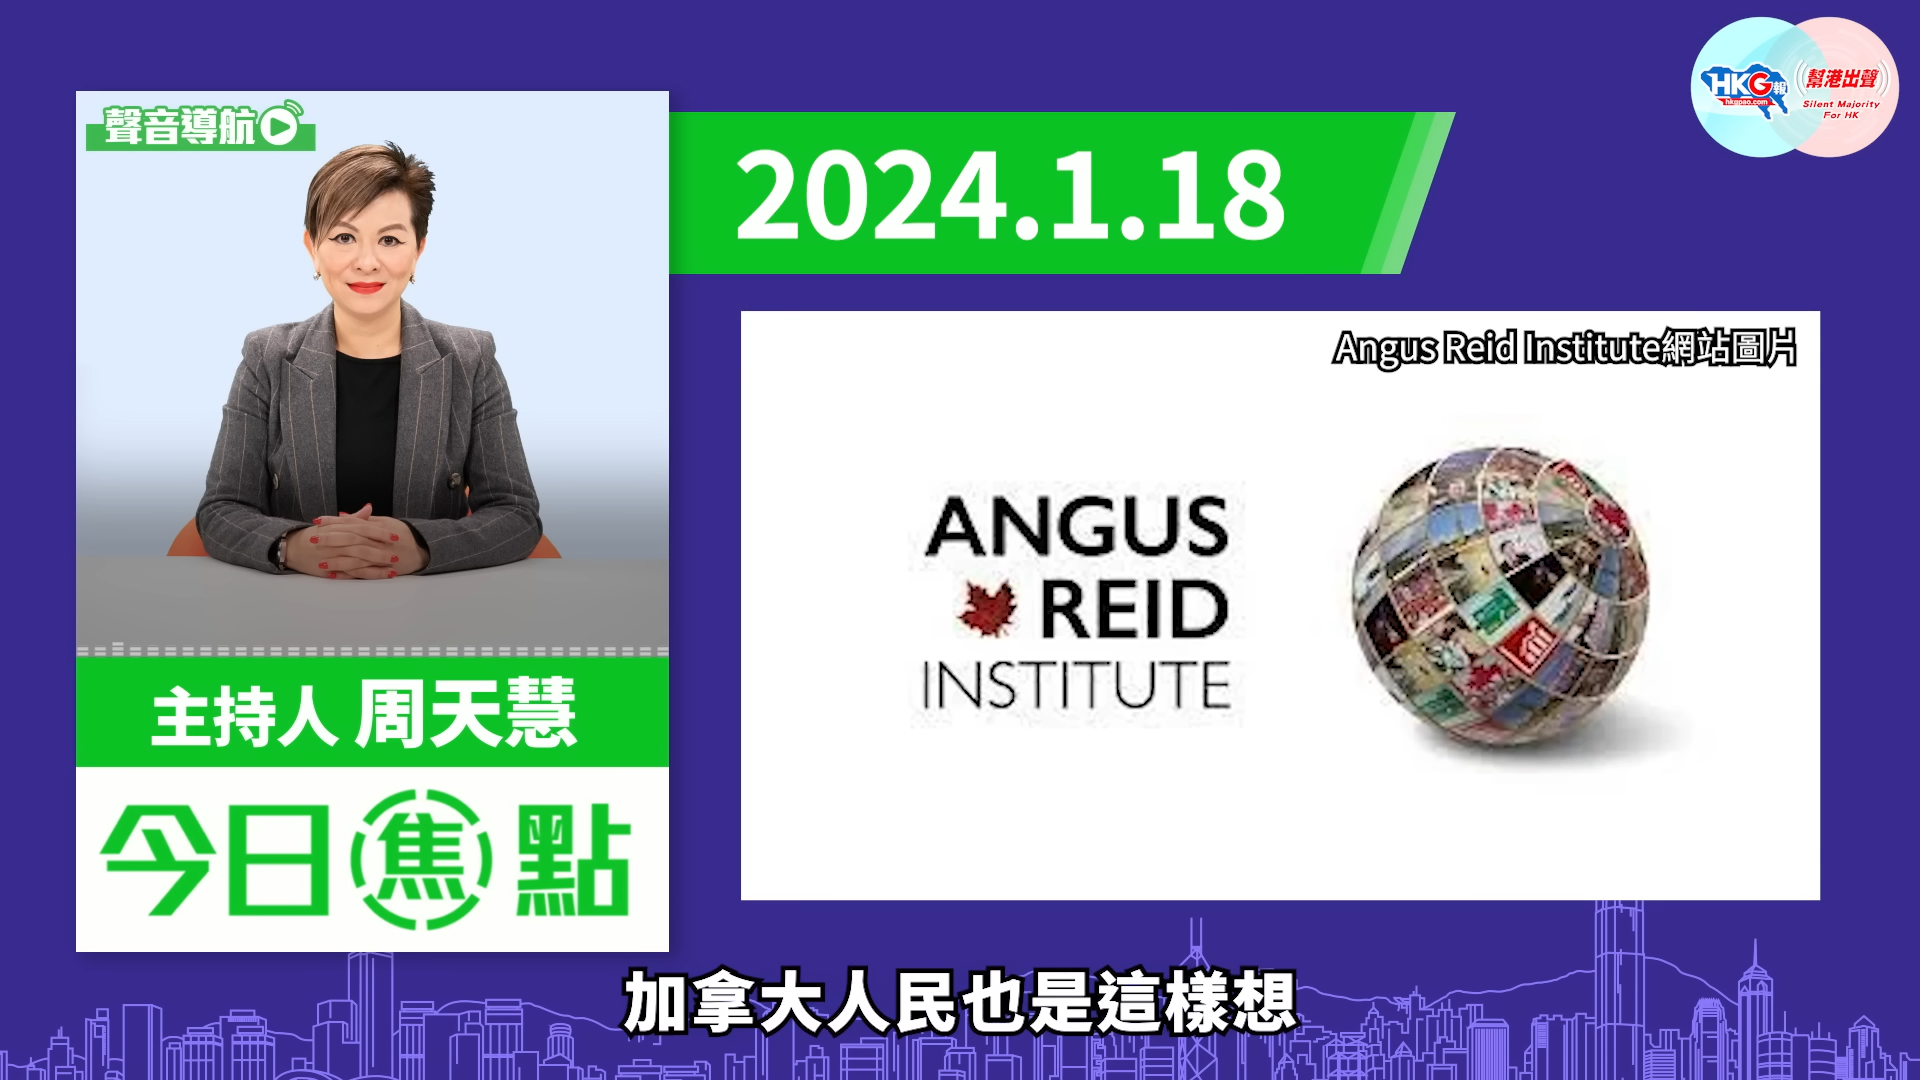 聲音導航
2024.1.18
HKG報
hkgpao.com
幫港出聲
Silent Majority
For HK
Angus Reid Institute網站圖片
ANGUS
REID
INSTITUTE
主持人 周天慧
今日焦點
加拿大人民也是這樣想